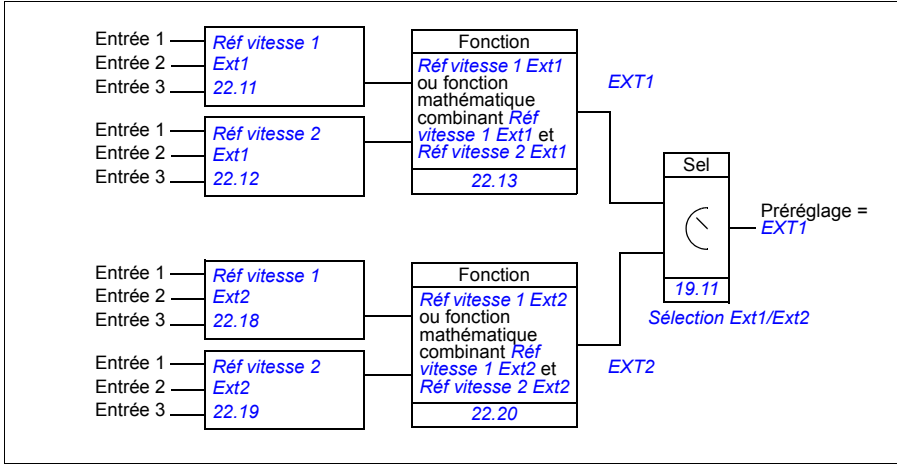 Entrée 1
Entrée 2
Entrée 3
Réf vitesse 1
Ext1
22.11
Entrée 1
Entrée 2
Entrée 3
Réf vitesse 2
Ext1
22.12
Fonction
Réf vitesse 1 Ext1
ou fonction
mathématique
combinant Réf
vitesse 1 Ext1 et
Réf vitesse 2 Ext1
22.13
EXT1
Entrée 1
Entrée 2
Entrée 3
Réf vitesse 1
Ext2
22.18
Entrée 1
Entrée 2
Entrée 3
Réf vitesse 2
Ext2
22.19
Fonction
Réf vitesse 1 Ext2
ou fonction
mathématique
combinant Réf
vitesse 1 Ext2 et
Réf vitesse 2 Ext2
22.20
EXT2
Sel
19.11
Sélection Ext1/Ext2
Préréglage =
EXT1